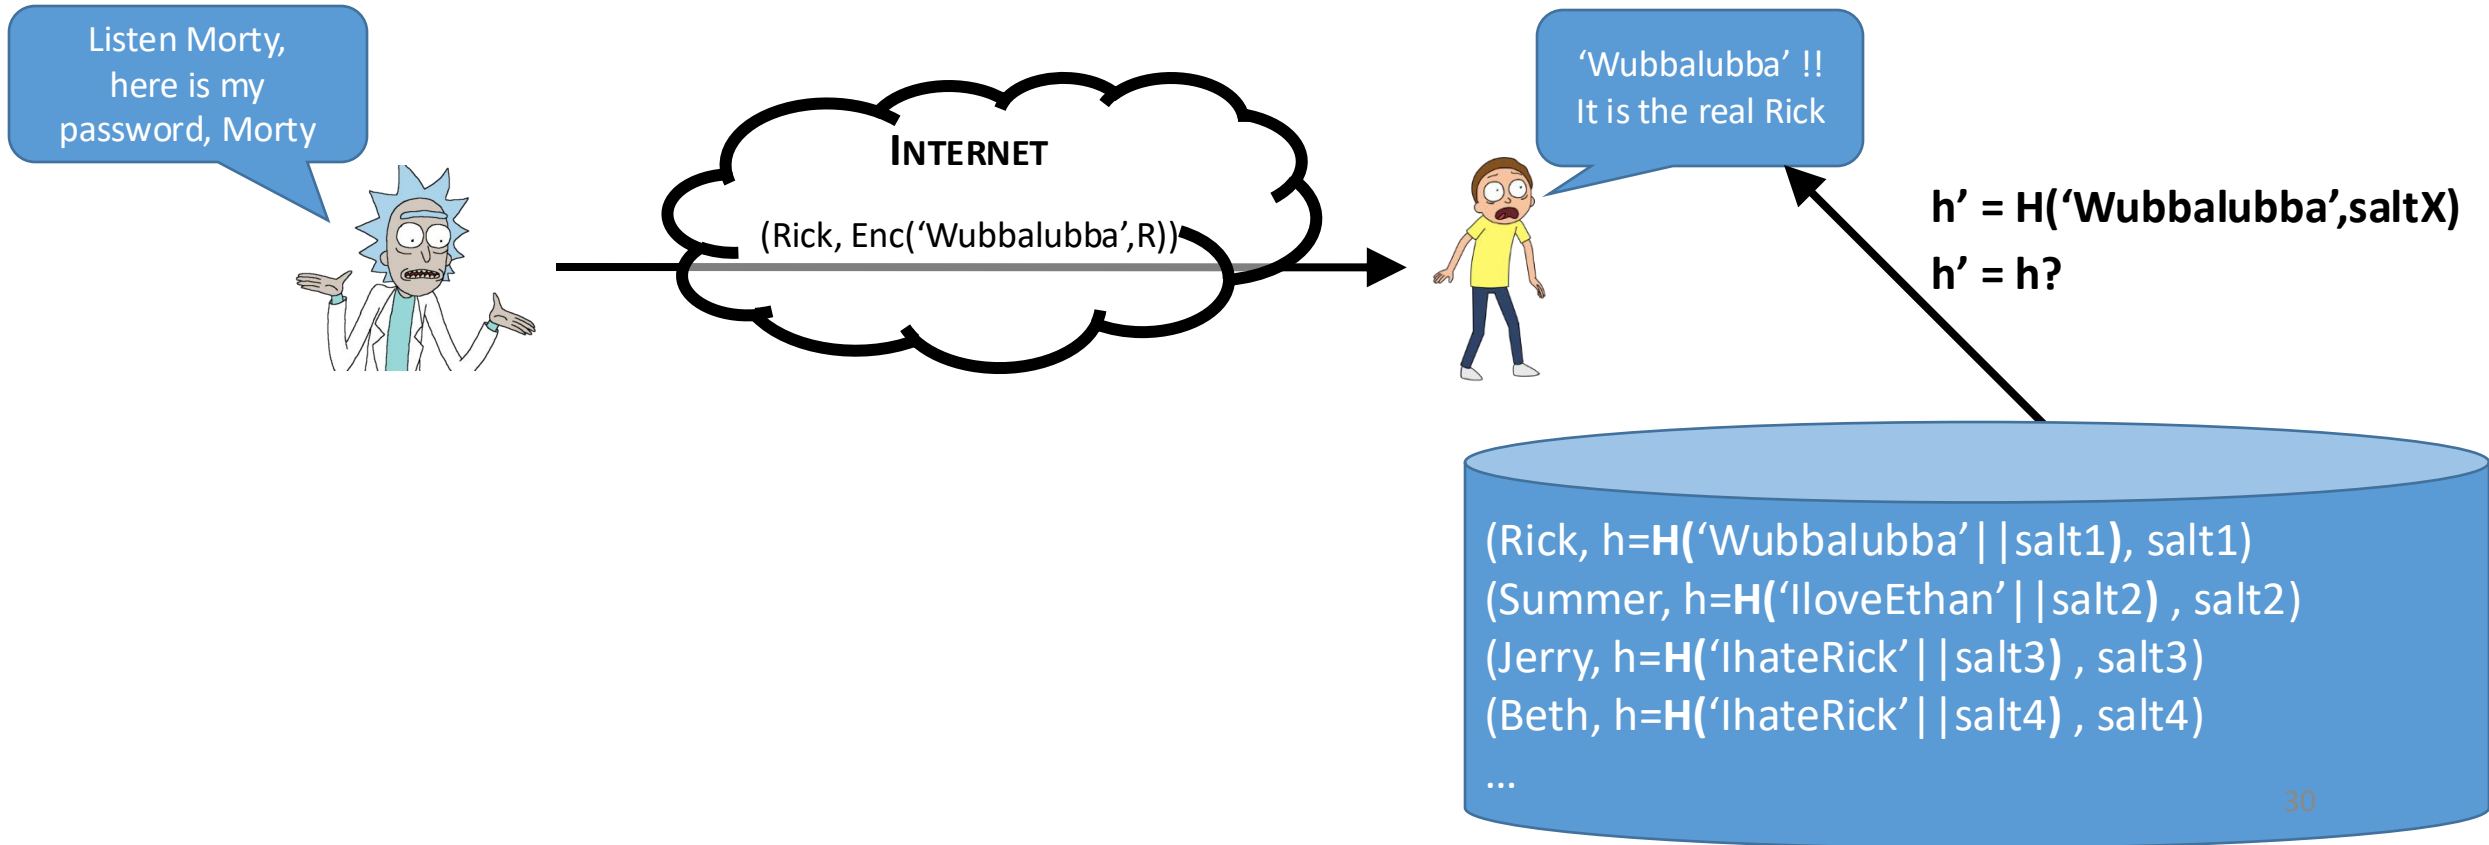 Listen Morty,
here is my
password, Morty
INTERNET
(Rick, Enc(‘Wubbalubba’,R))
‘Wubbalubba’ !!
It is the real Rick
h’ = H(‘Wubbalubba’,saltX)
h’ = h?
(Rick, h=H(‘Wubbalubba’||salt1), salt1)
(Summer, h=H(‘IloveEthan’||salt2) , salt2)
(Jerry, h=H(‘IhateRick’||salt3) , salt3)
(Beth, h=H(‘IhateRick’||salt4) , salt4)
...
30